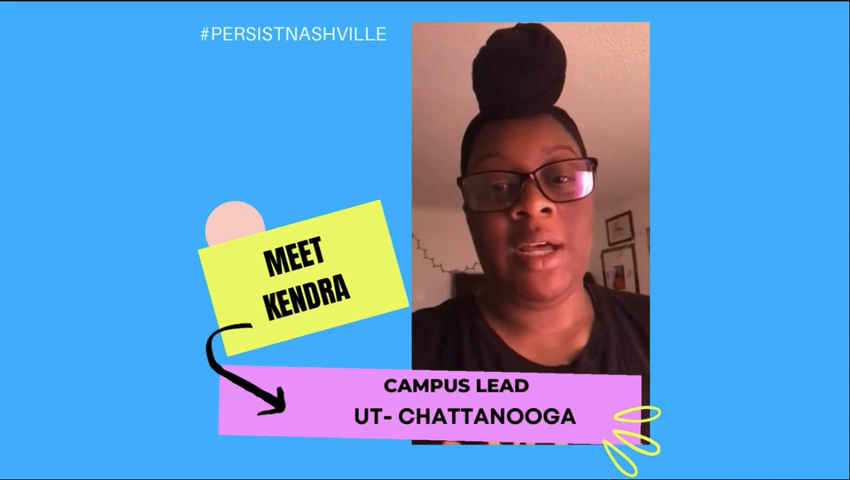 #PERSISTNASHVILLE
MEET
KENDRA
CAMPUS LEAD
UT- CHATTANOOGA